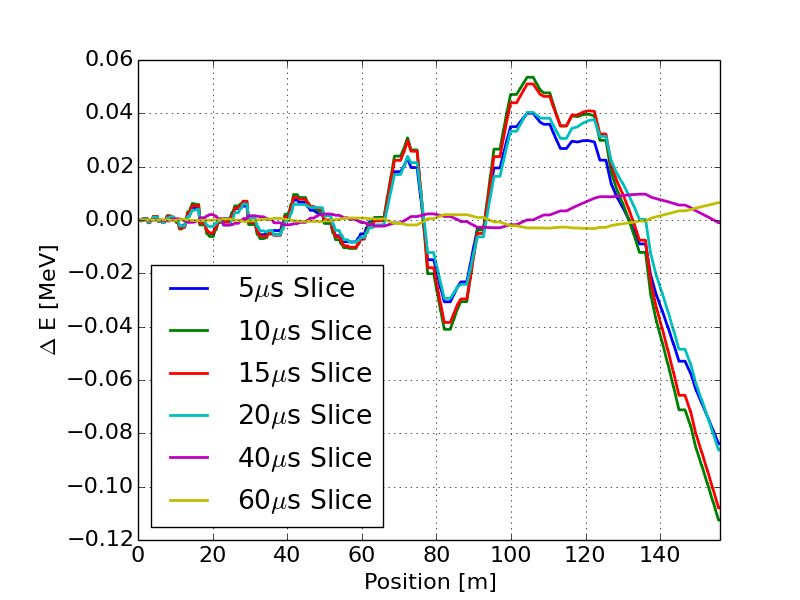 0.06
0.04
0.02
0.00
−0.02
−0.04
−0.06
−0.08
−0.10
−0.12
Δ E [MeV]
5μs Slice
10μs Slice
15μs Slice
20μs Slice
40μs Slice
60μs Slice
0 20 40 60 80 100 120 140
Position [m]